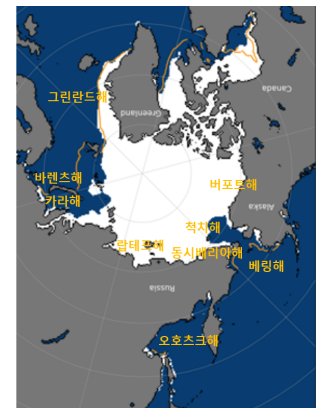 Canada
그린란드해
Greenland
바렌츠해
버포트해
카라해
Alaska
척치해
랍테프해
동시베리아해
베링해
Russia
오호츠크해